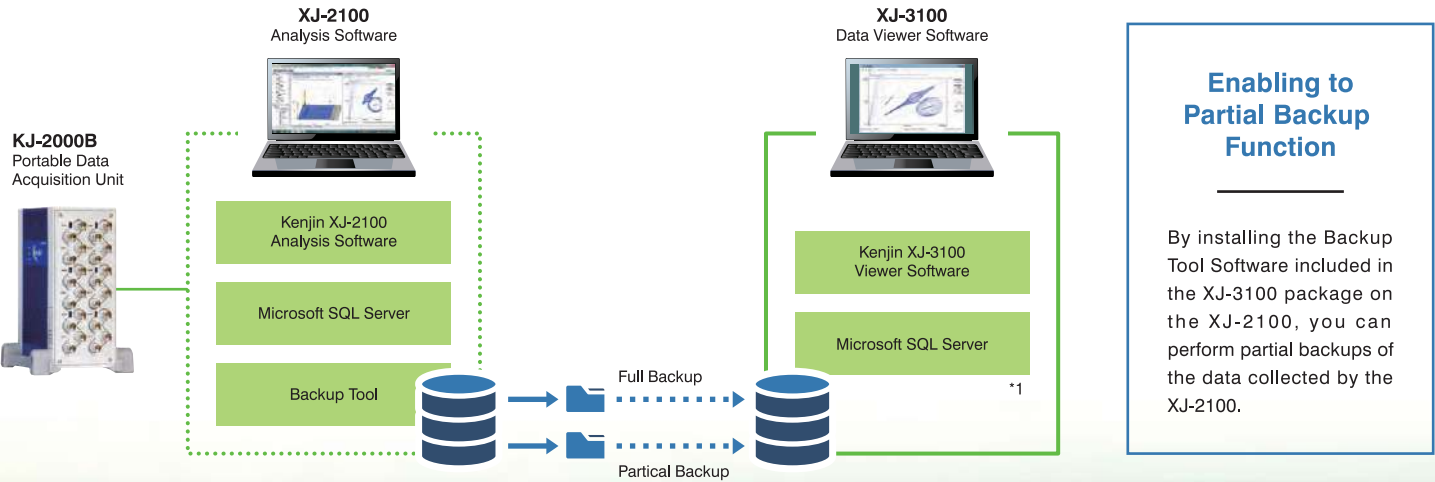 XJ-2100
Analysis Software
XJ-3100
Data Viewer Software
KJ-2000B
Portable Data
Acquisition Unit
Kenjin XJ-2100
Analysis Software
Microsoft SQL Server
Backup Tool
Full Backup
Partical Backup
Kenjin XJ-3100
Viewer Software
Microsoft SQL Server
*1
Enabling to
Partial Backup
Function
By installing the Backup
Tool Software included in
the XJ-3100 package on
the XJ-2100, you can
perform partial backups of
the data collected by the
XJ-2100.